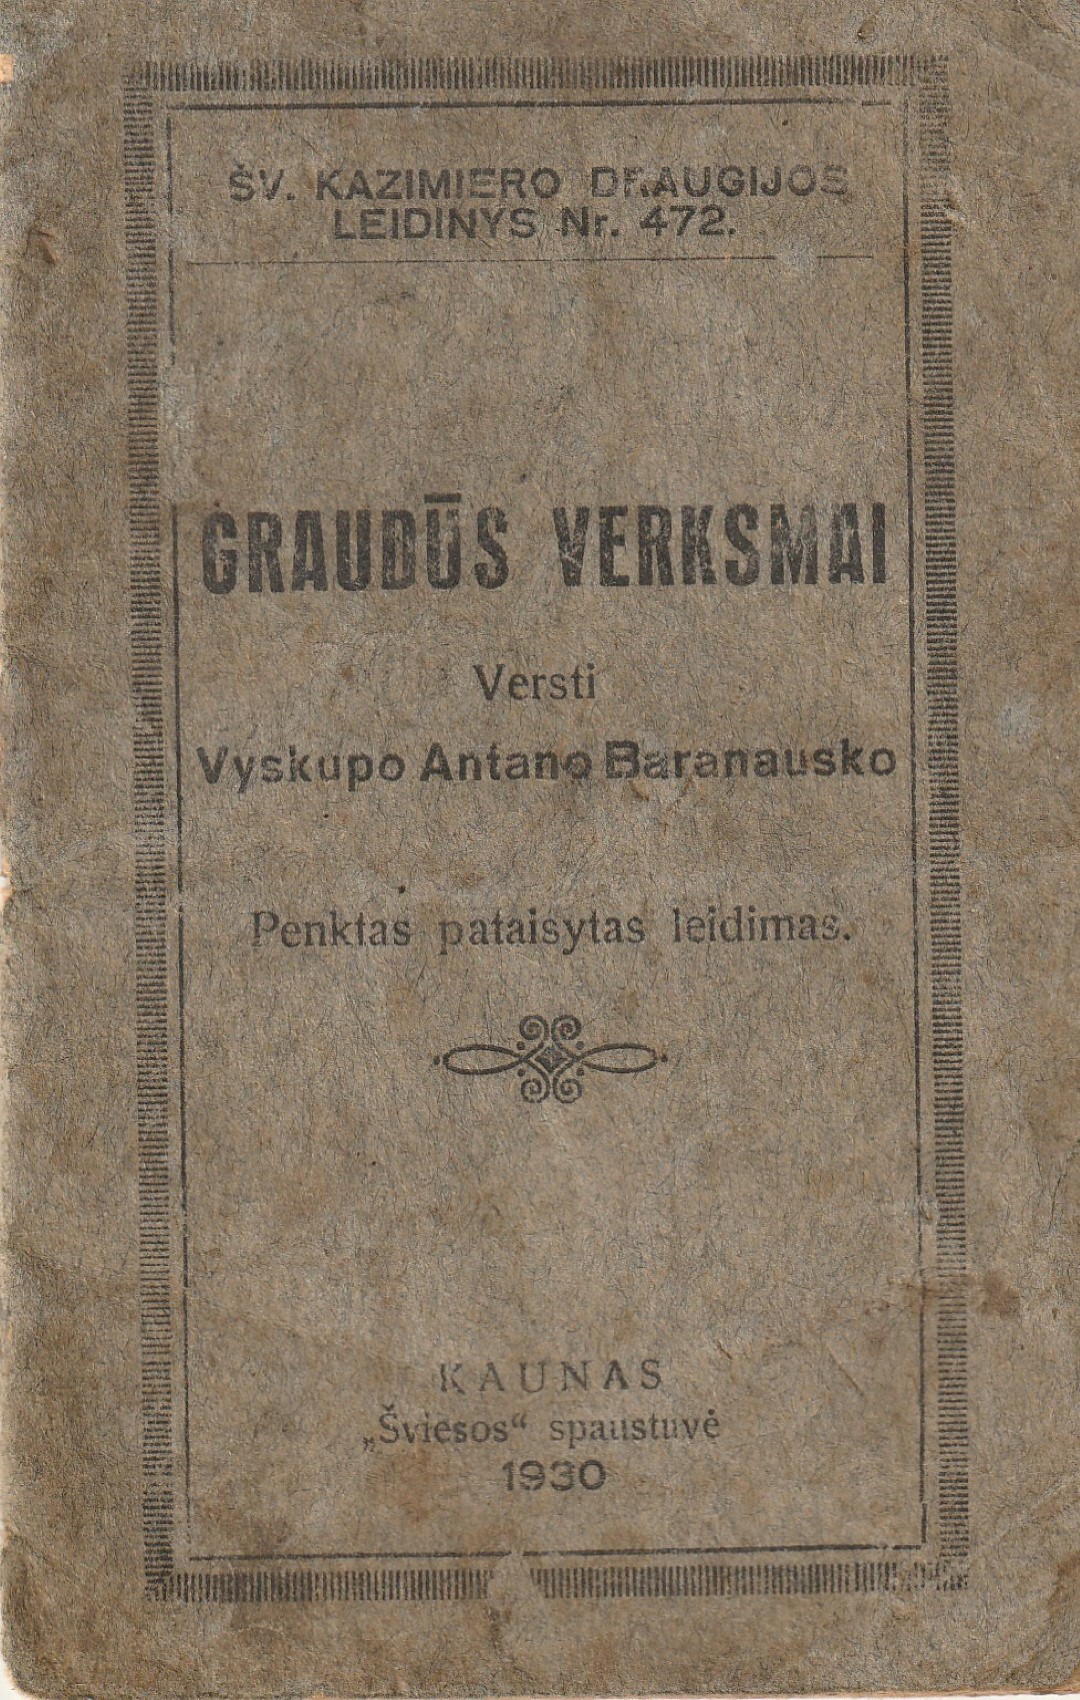 ŠV. KAZIMIERO DRAUGIJOS
LEIDINYS Nr. 472.
GRAUDŪS VERKSMAI
Versti
Vyskupo Antano Baranausko
Penktas pataisytas leidimas.
KAUNAS
„Šviesos“ spaustuvė
1930